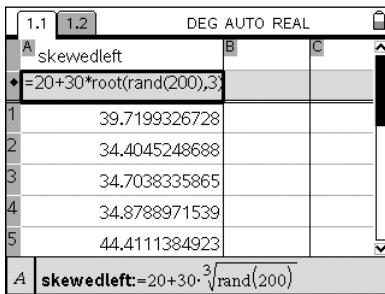 1.1 1.2 DEG AUTO REAL
A skewedleft B C
◆ =20+30*root(rand(200),3)
1 39.7199326728
2 34.4045248688
3 34.7038335865
4 34.8788971539
5 44.4111384923
A skewedleft:=20+30·∛rand(200)